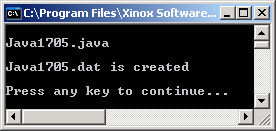 C:\Program Files\Xinox Software...
Java1705.java
Java1705.dat is created
Press any key to continue...